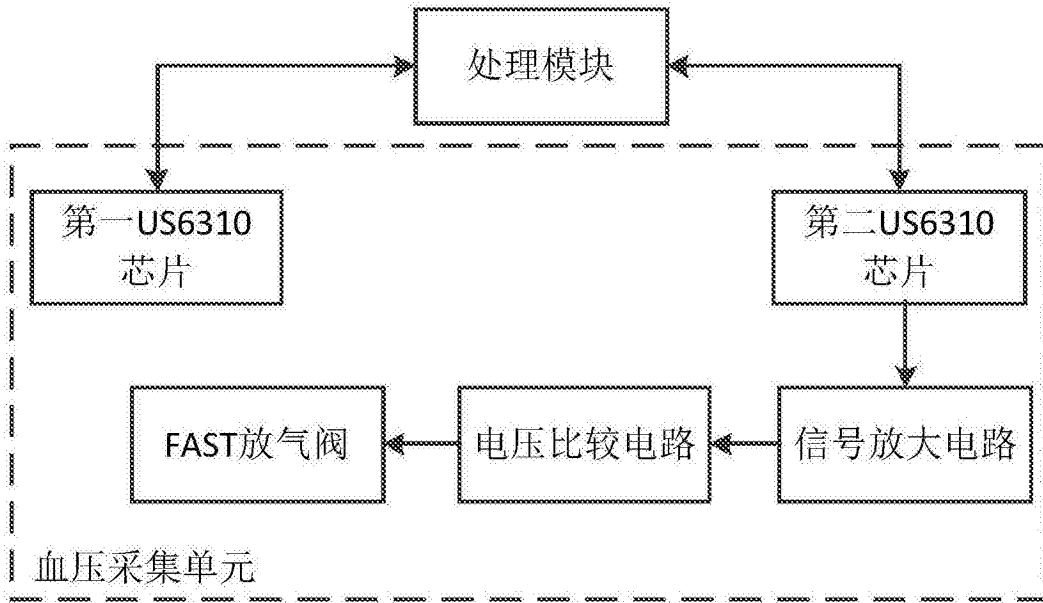 处理模块
第一US6310
芯片
第二US6310
芯片
FAST放气阀
电压比较电路
信号放大电路
血压采集单元